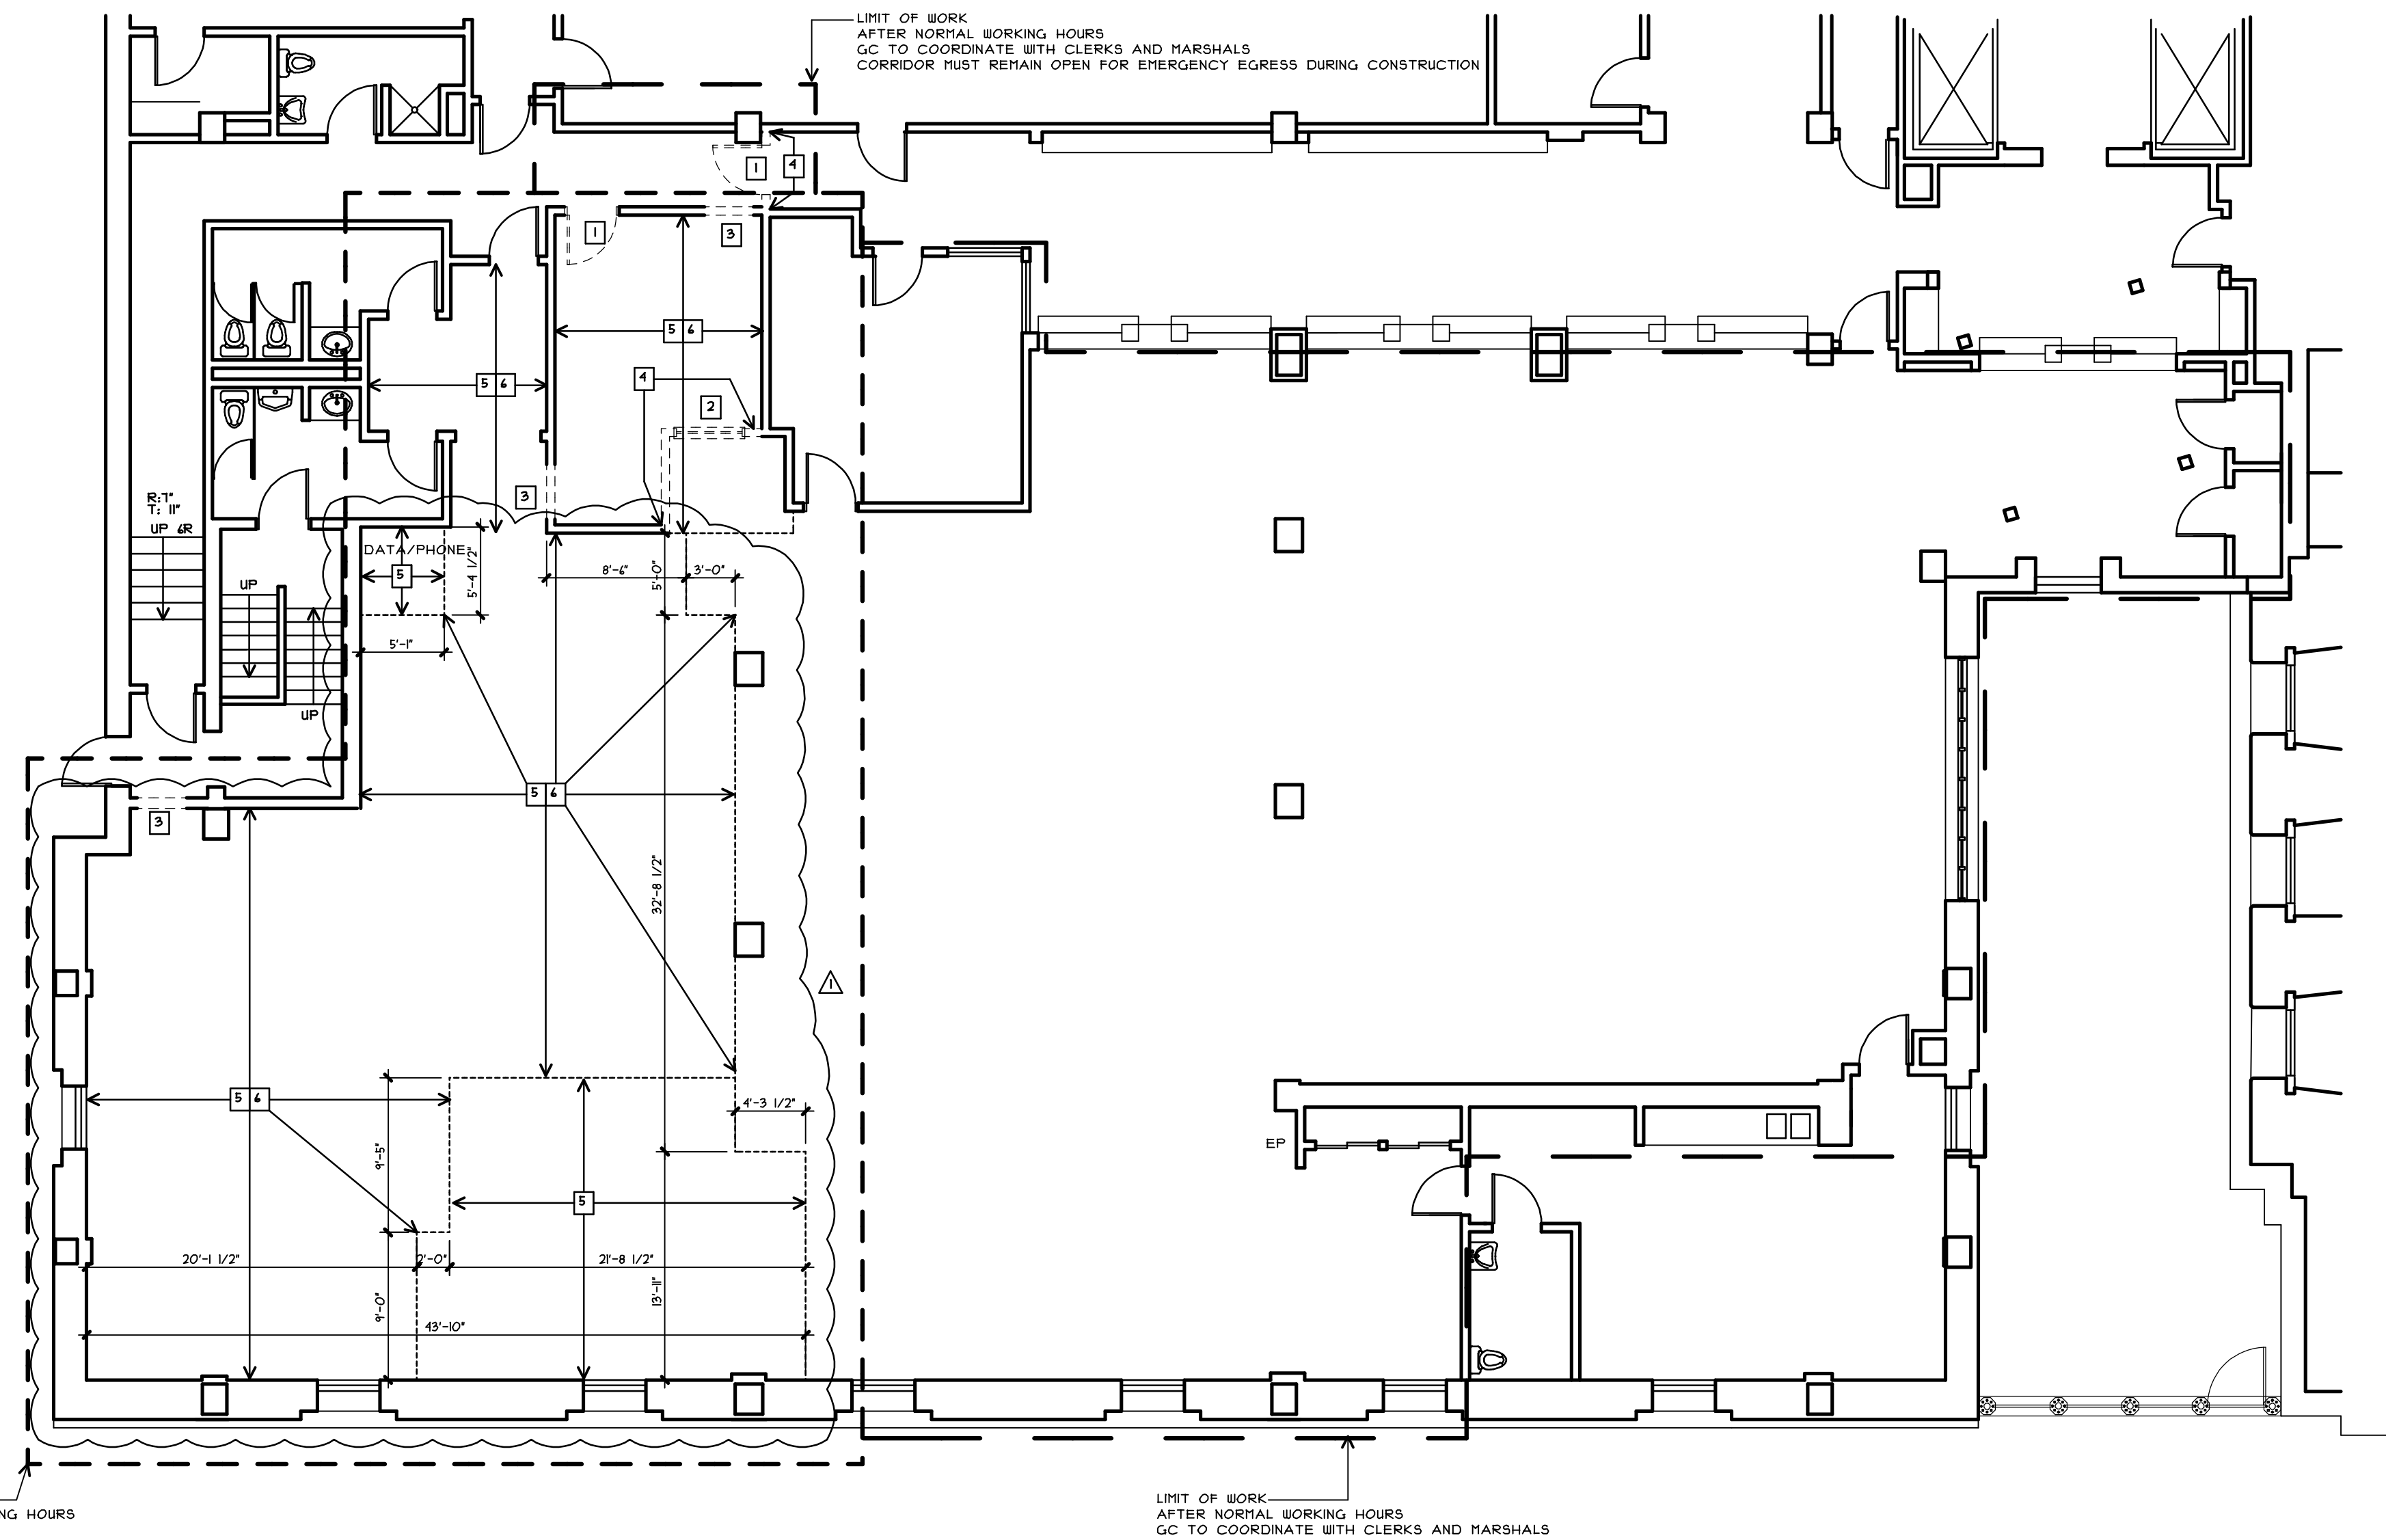 LIMIT OF WORK
AFTER NORMAL WORKING HOURS
GC TO COORDINATE WITH CLERKS AND MARSHALS
CORRIDOR MUST REMAIN OPEN FOR EMERGENCY EGRESS DURING CONSTRUCTION
1
4
1
3
5 6
5 6
4
2
3
R:7"
T: 11"
UP 6R
DATA/PHONE
5
5'-4 1/2"
8'-6"
5'-0"
3'-0"
UP
5'-1"
UP
5 6
3
32'-8 1/2"
1
5 6
4'-3 1/2"
9'-5"
5
EP
20'-1 1/2"
2'-0"
21'-8 1/2"
9'-0"
13'-11"
43'-10"
NG HOURS
LIMIT OF WORK
AFTER NORMAL WORKING HOURS
GC TO COORDINATE WITH CLERKS AND MARSHALS